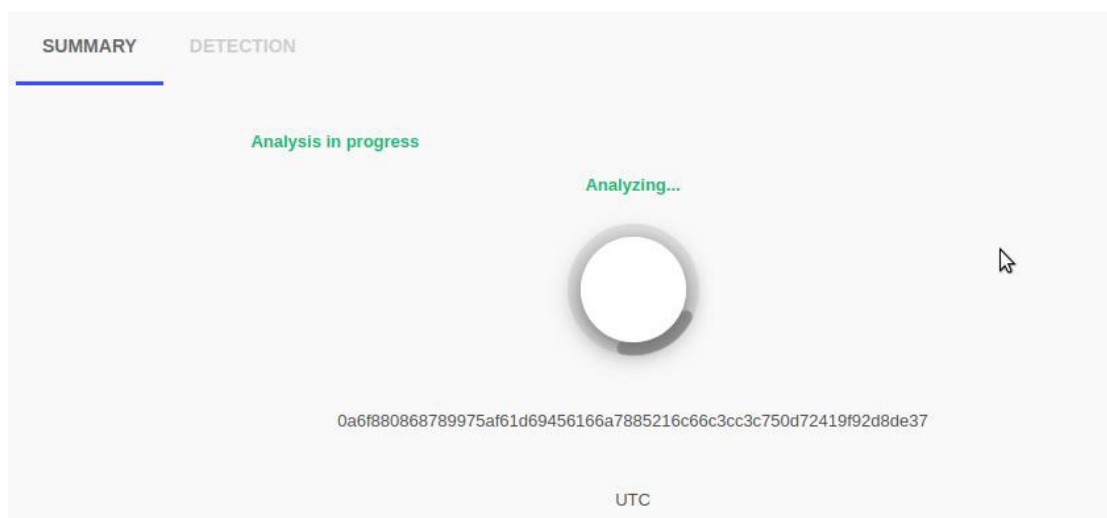 SUMMARY DETECTION
Analysis in progress
Analyzing...
0a6f880868789975af61d69456166a7885216c66c3cc3c750d72419f92d8de37
UTC